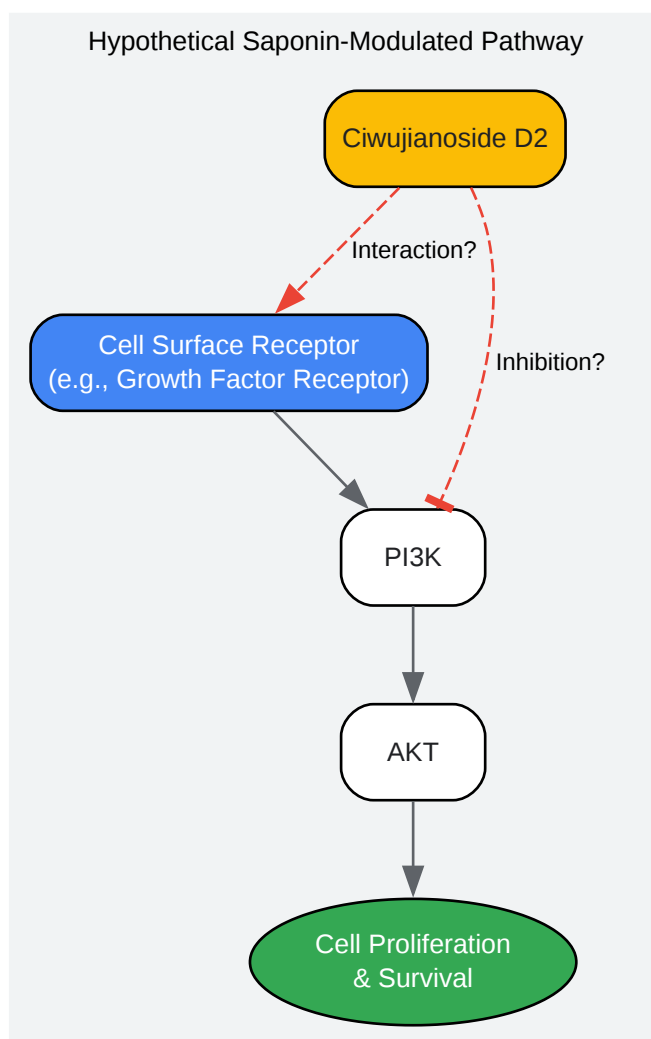 Hypothetical Saponin-Modulated Pathway
Ciwujianoside D2
Interaction?
Cell Surface Receptor
(e.g., Growth Factor Receptor)
Inhibition?
PI3K
AKT
Cell Proliferation
& Survival